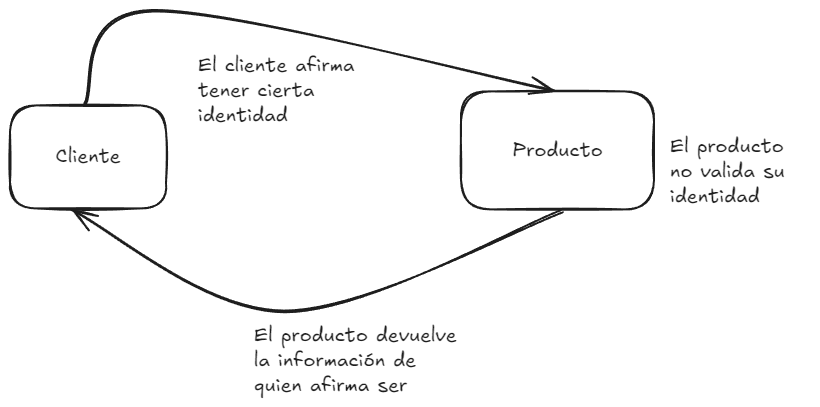 El cliente afirma
tener cierta
identidad
Cliente
Producto
El producto
no valida su
identidad
El producto devuelve
la información de
quien afirma ser